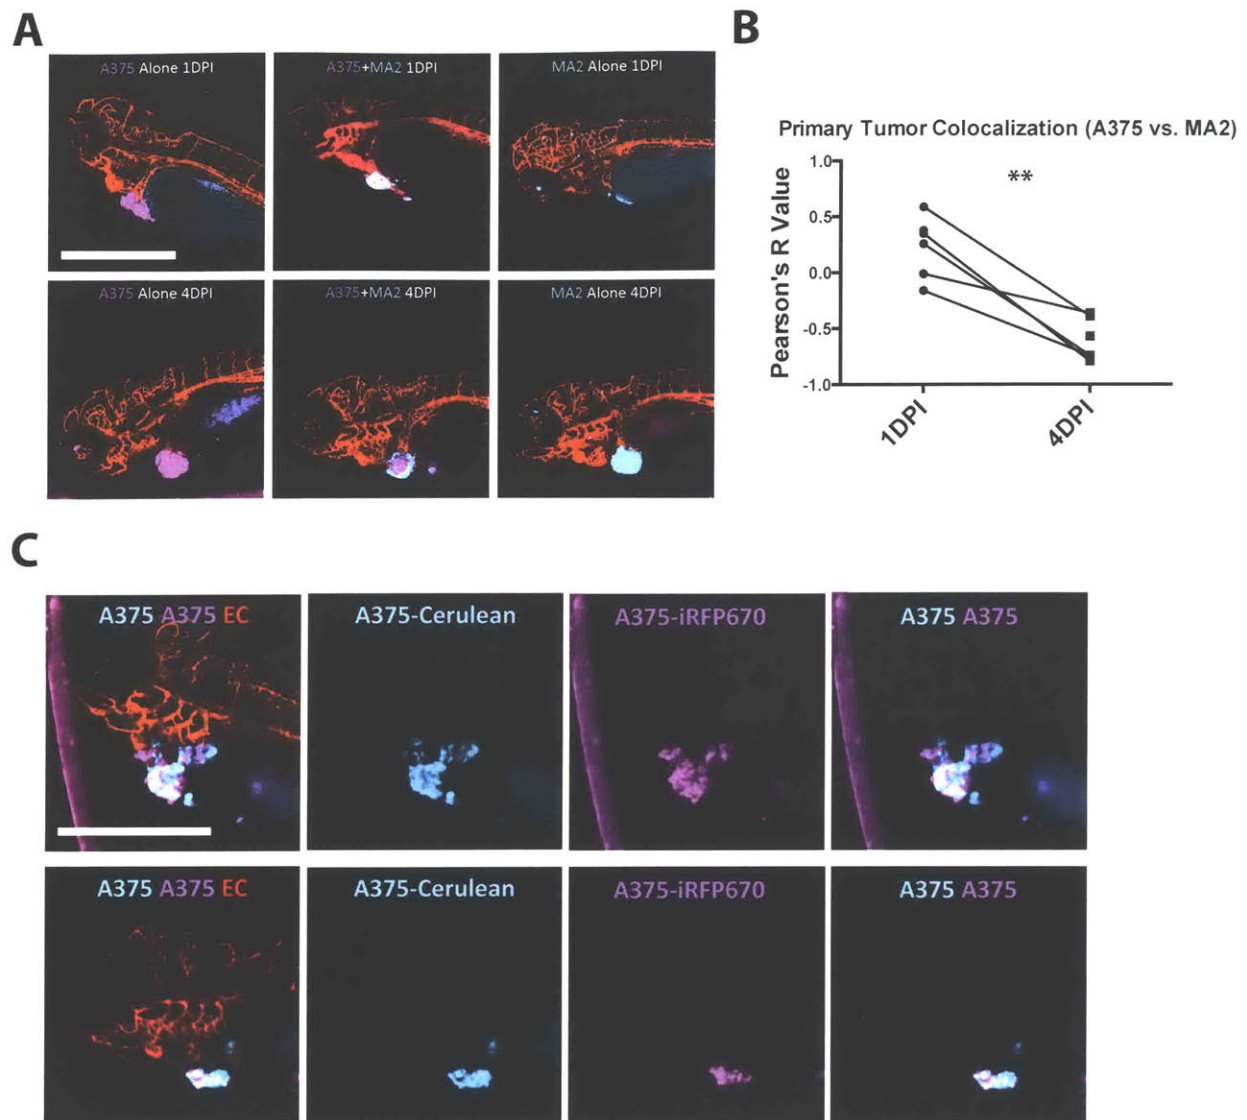 A
A375 Alone 1DPI
A375+MA2 1DPI
MA2 Alone 1DPI
A375 Alone 4DPI
A375+MA2 4DPI
MA2 Alone 4DPI
B
Primary Tumor Colocalization (A375 vs. MA2)
**
Pearson's R Value
1.0
0.5
0.0
-0.5
-1.0
1DPI
4DPI
C
A375 A375 EC
A375-Cerulean
A375-iRFP670
A375 A375
A375 A375 EC
A375-Cerulean
A375-iRFP670
A375 A375